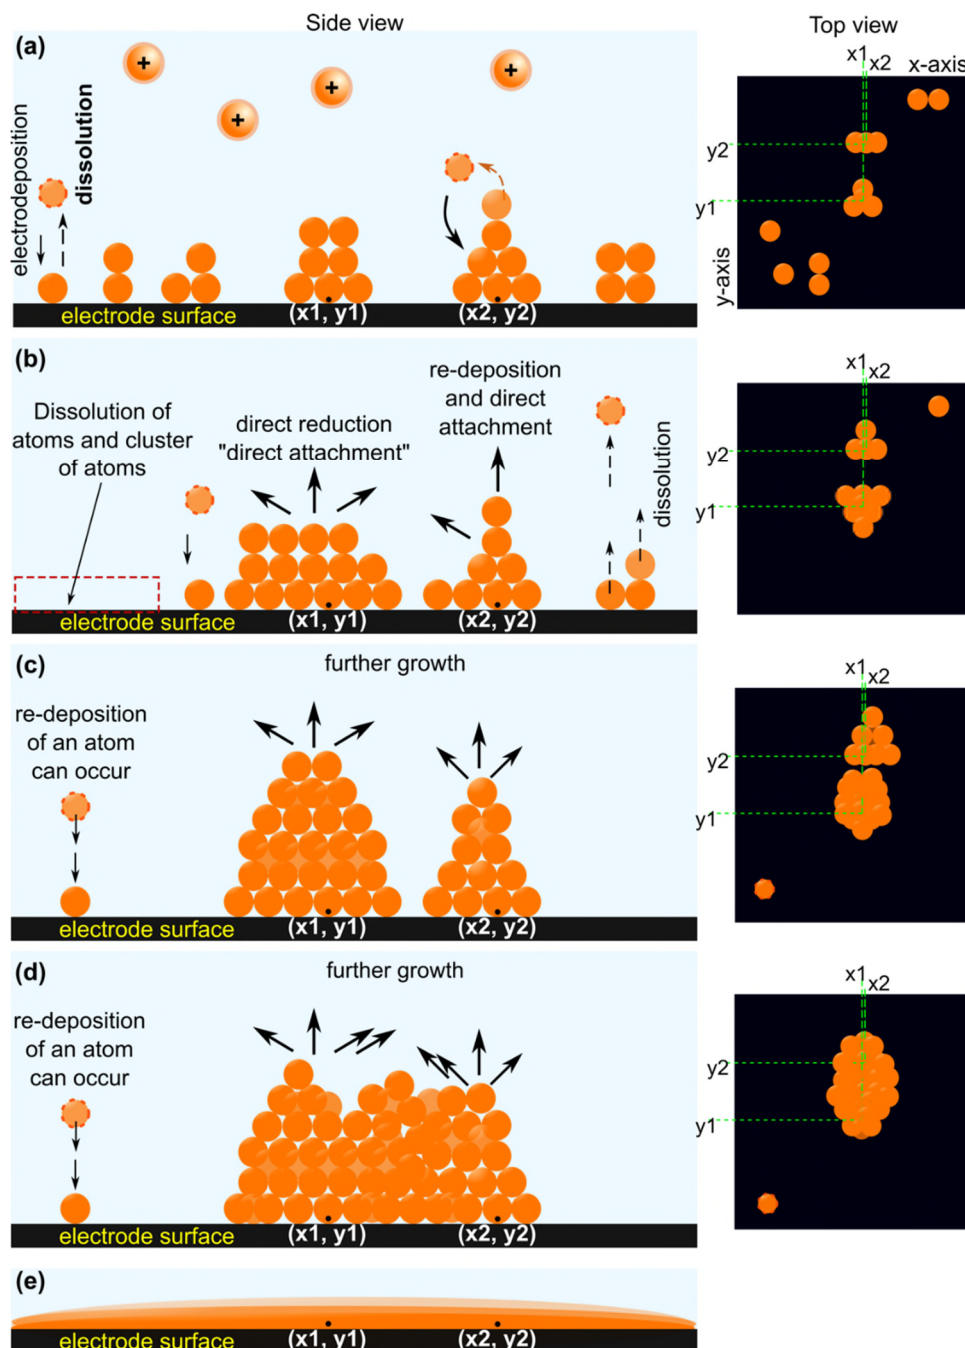 Side view
Top view
(a)
x1
x2
x-axis
+
+
+
+
electrodeposition
dissolution
y2
y1
y-axis
electrode surface
(x1, y1)
(x2, y2)
(b)
x1
x2
re-deposition
and direct
attachment
Dissolution of
atoms and cluster
of atoms
direct reduction
"direct attachment"
dissolution
y2
y1
electrode surface
(x1, y1)
(x2, y2)
(c)
further growth
x1
x2
re-deposition
of an atom
can occur
y2
y1
electrode surface
(x1, y1)
(x2, y2)
(d)
further growth
x1
x2
re-deposition
of an atom
can occur
y2
y1
electrode surface
(x1, y1)
(x2, y2)
(e)
electrode surface
(x1, y1)
(x2, y2)